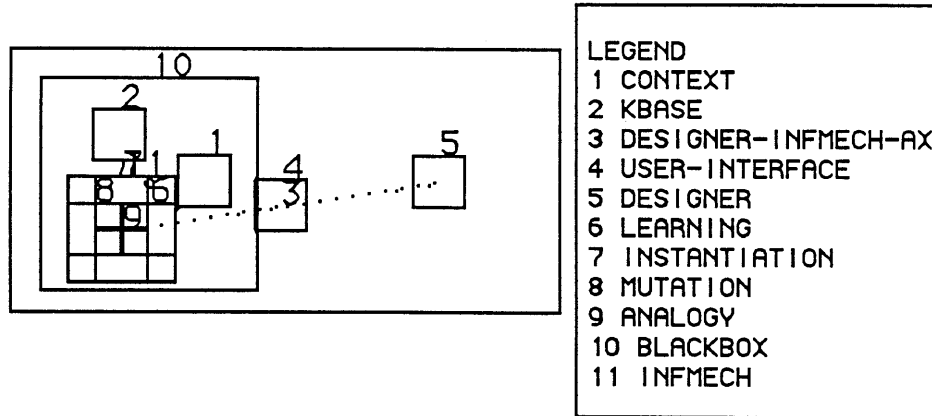 10
2
1
5
7
4
8
6
3
9
LEGEND
1 CONTEXT
2 KBASE
3 DESIGNER-INFMECH-AX
4 USER-INTERFACE
5 DESIGNER
6 LEARNING
7 INSTANTIATION
8 MUTATION
9 ANALOGY
10 BLACKBOX
11 INFMECH